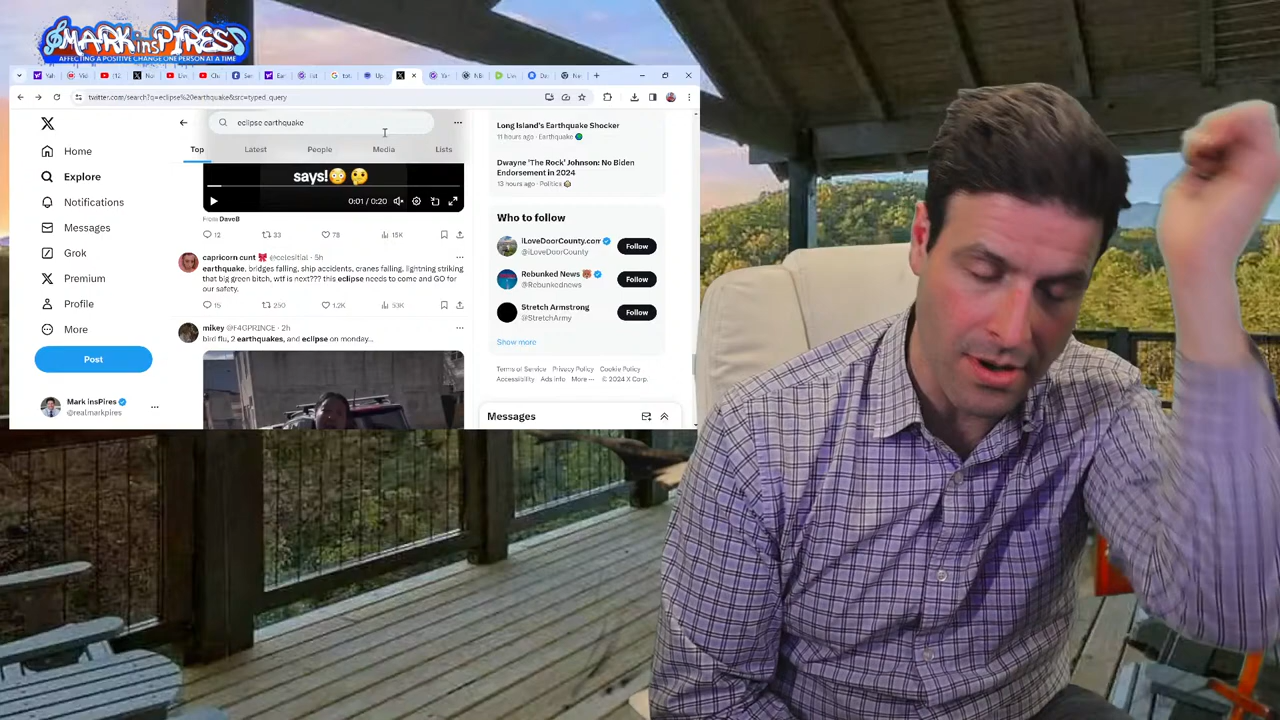 MARK insPIRES
AFFECTING A POSITIVE CHANGE ONE PERSON AT A TIME
twitter.com/search?q=eclipse%20earthquake&src=typed_query
eclipse earthquake
Top Latest People Media Lists
Home
Explore
Notifications
Messages
Grok
Premium
Profile
More
Post
Mark insPires
@realmarkpires
says!
0:01 / 0:20
From DaveB
12 33 78 15K
capricorn cunt @celestial · 5h
earthquake, bridges falling, ship accidents, cranes falling, lightning striking
that big green bitch, wtf is next??? this eclipse needs to come and GO for
our safety.
15 250 1.2K 53K
mikey @F4GPRINCE · 2h
bird flu, 2 earthquakes, and eclipse on monday...
Long Island's Earthquake Shocker
11 hours ago · Earthquake
Dwayne 'The Rock' Johnson: No Biden
Endorsement in 2024
13 hours ago · Politics
Who to follow
iLoveDoorCounty.com
@iLoveDoorCounty
Follow
Rebunked News
@Rebunkednews
Follow
Stretch Armstrong
@StretchArmy
Follow
Show more
Terms of Service Privacy Policy Cookie Policy
Accessibility Ads info More ··· © 2024 X Corp.
Messages